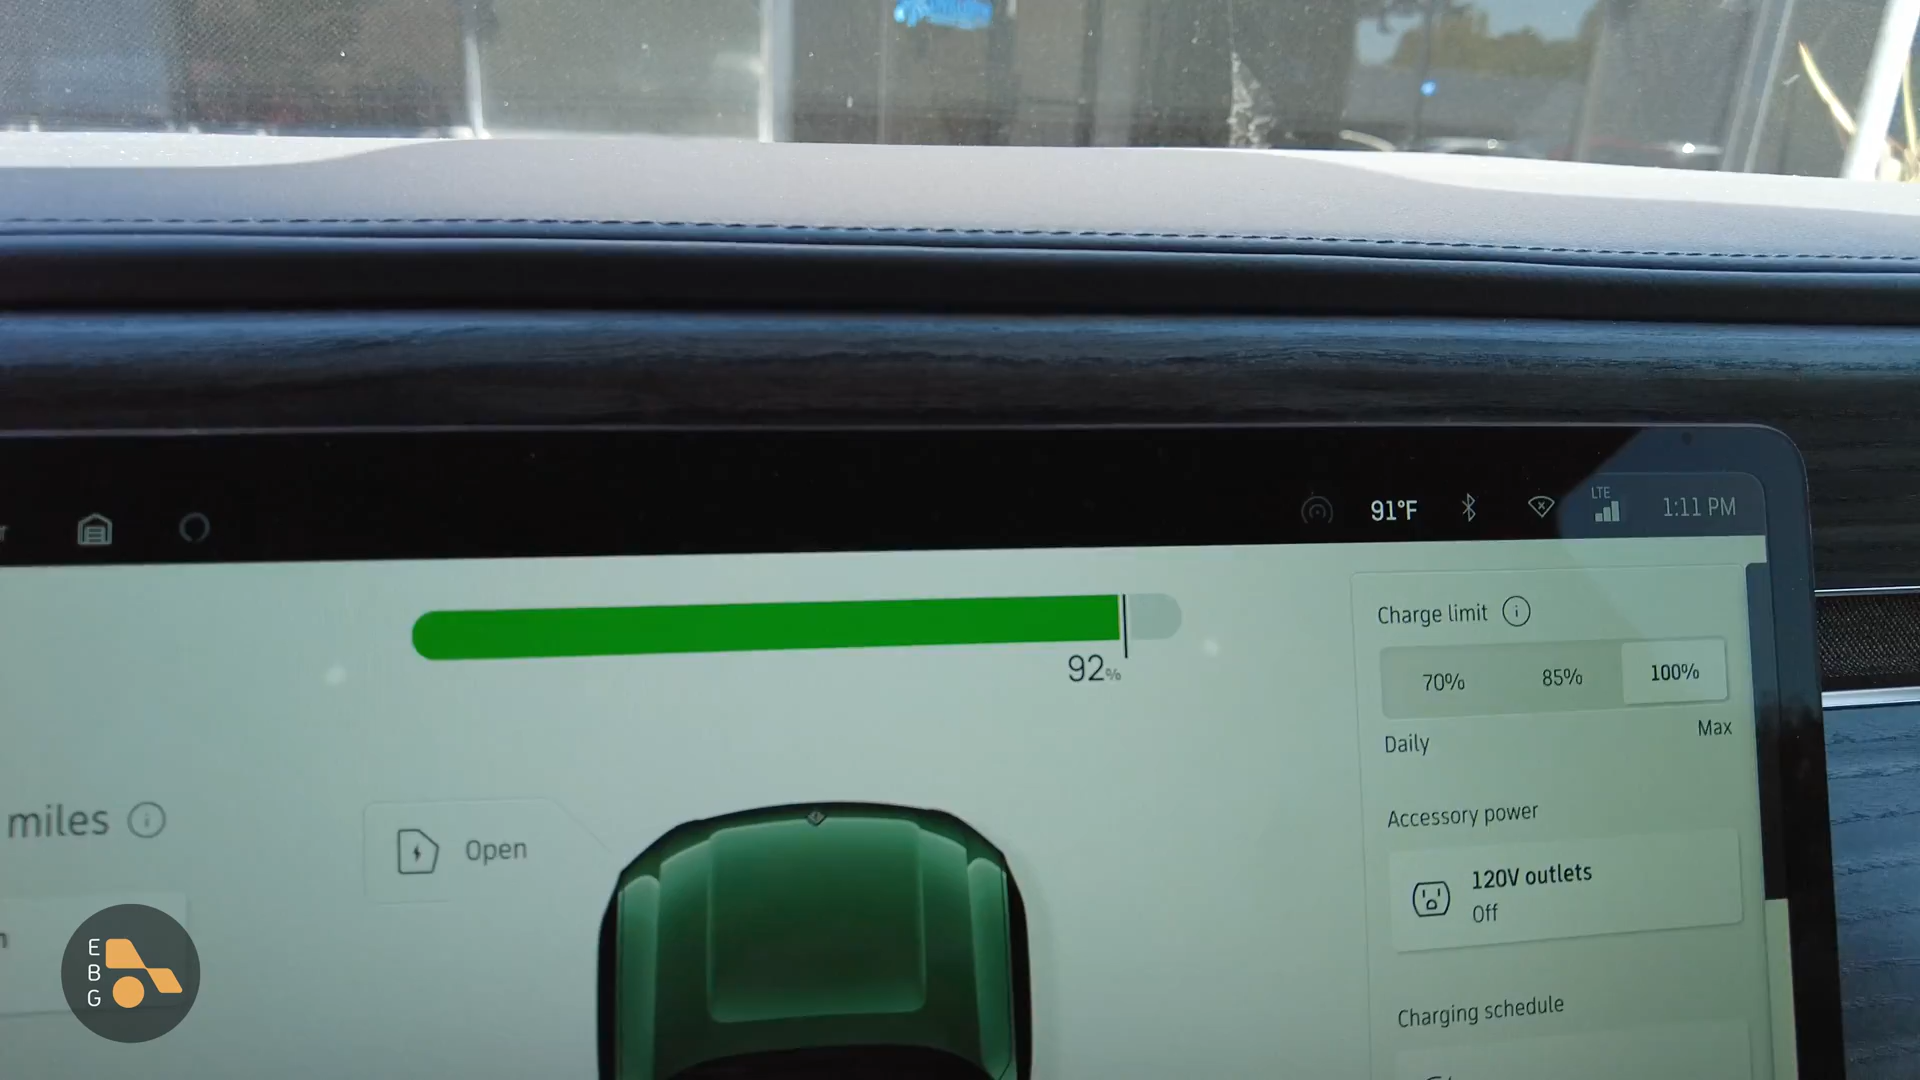 91°F
LTE
1:11 PM
92%
Charge limit
70% 85% 100%
Daily Max
miles
Open
Accessory power
120V outlets
Off
Charging schedule
E
B
G